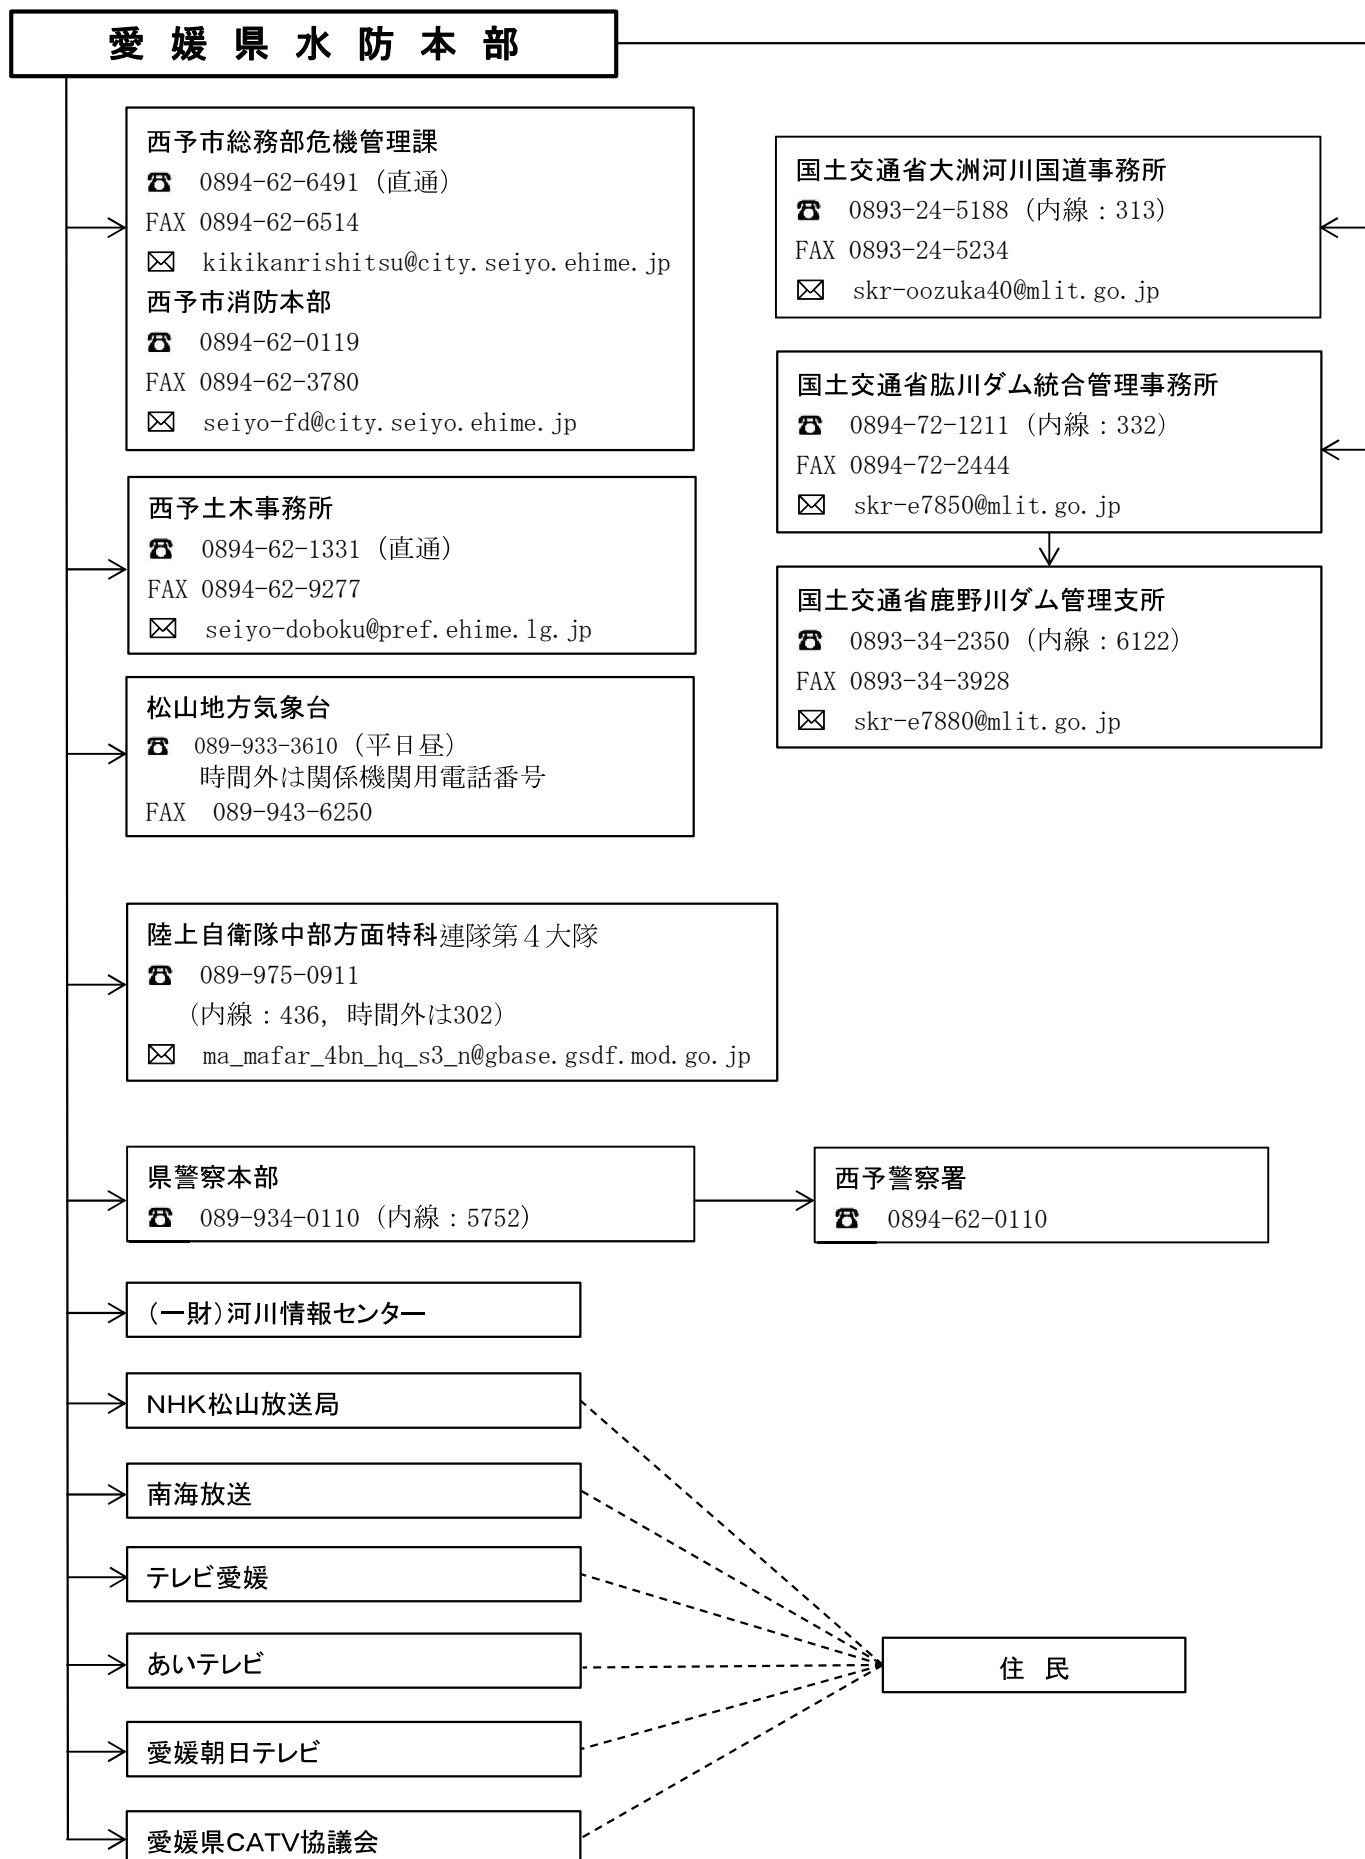 愛媛県水防本部
西予市総務部危機管理課
☎ 0894-62-6491（直通）
FAX 0894-62-6514
✉ kikikanrishitsu@city.seiyo.ehime.jp
西予市消防本部
☎ 0894-62-0119
FAX 0894-62-3780
✉ seiyo-fd@city.seiyo.ehime.jp
西予土木事務所
☎ 0894-62-1331（直通）
FAX 0894-62-9277
✉ seiyo-doboku@pref.ehime.lg.jp
松山地方気象台
☎ 089-933-3610（平日昼）
時間外は関係機関用電話番号
FAX 089-943-6250
国土交通省大洲河川国道事務所
☎ 0893-24-5188（内線：313）
FAX 0893-24-5234
✉ skr-oozuka40@mlit.go.jp
国土交通省肱川ダム統合管理事務所
☎ 0894-72-1211（内線：332）
FAX 0894-72-2444
✉ skr-e7850@mlit.go.jp
国土交通省鹿野川ダム管理支所
☎ 0893-34-2350（内線：6122）
FAX 0893-34-3928
✉ skr-e7880@mlit.go.jp
陸上自衛隊中部方面特科連隊第４大隊
☎ 089-975-0911
（内線：436，時間外は302）
✉ ma_mafar_4bn_hq_s3_n@gbase.gsdf.mod.go.jp
県警察本部
☎ 089-934-0110（内線：5752）
西予警察署
☎ 0894-62-0110
（一財）河川情報センター
NHK松山放送局
南海放送
テレビ愛媛
あいテレビ
住 民
愛媛朝日テレビ
愛媛県CATV協議会